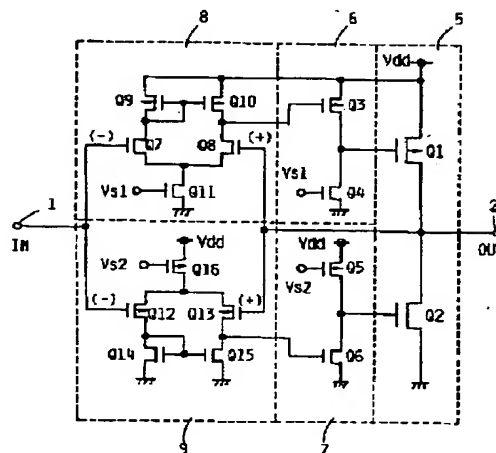 8
6
5
Vdd
Q9
Q10
Q3
(-)
Q7
Q8
(+)
Q1
Vs1
Q11
Vs1
Q4
1
2
IN
OUT
Vdd
Vdd
Vs2
Q16
Q5
Vs2
(-)
Q12
Q13
(+)
Q2
Q14
Q15
Q6
9
7